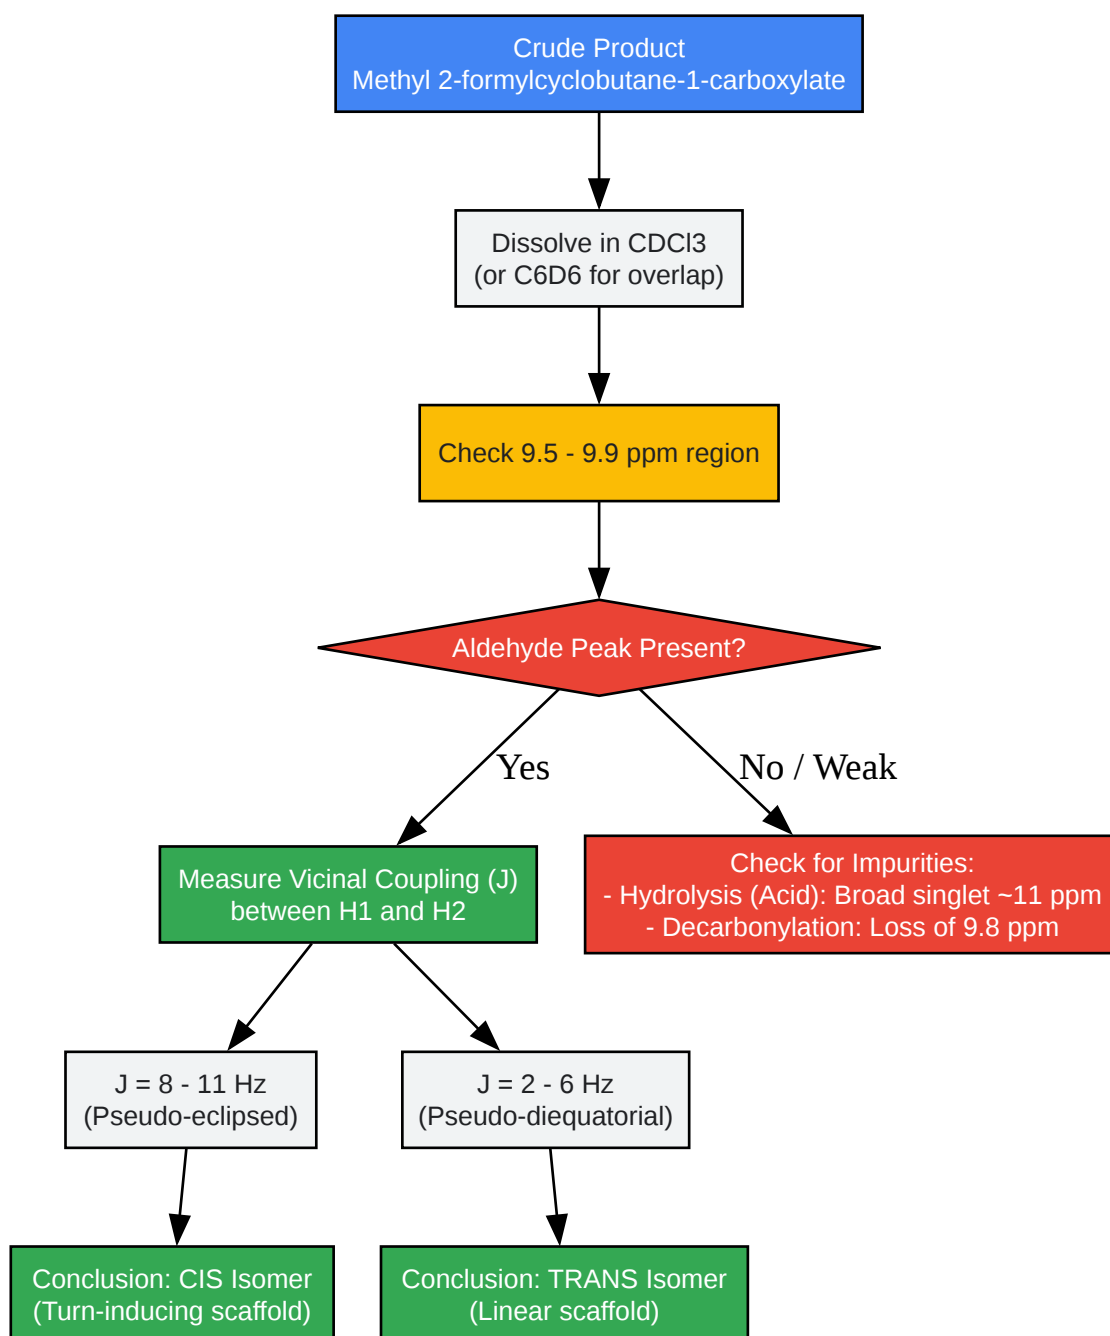 Crude Product
Methyl 2-formylcyclobutane-1-carboxylate
Dissolve in CDCl3
(or C6D6 for overlap)
Check 9.5 - 9.9 ppm region
Aldehyde Peak Present?
Yes
No / Weak
Measure Vicinal Coupling (J)
between H1 and H2
Check for Impurities:
- Hydrolysis (Acid): Broad singlet ~11 ppm
- Decarbonylation: Loss of 9.8 ppm
J = 8 - 11 Hz
(Pseudo-eclipsed)
J = 2 - 6 Hz
(Pseudo-diequatorial)
Conclusion: CIS Isomer
(Turn-inducing scaffold)
Conclusion: TRANS Isomer
(Linear scaffold)